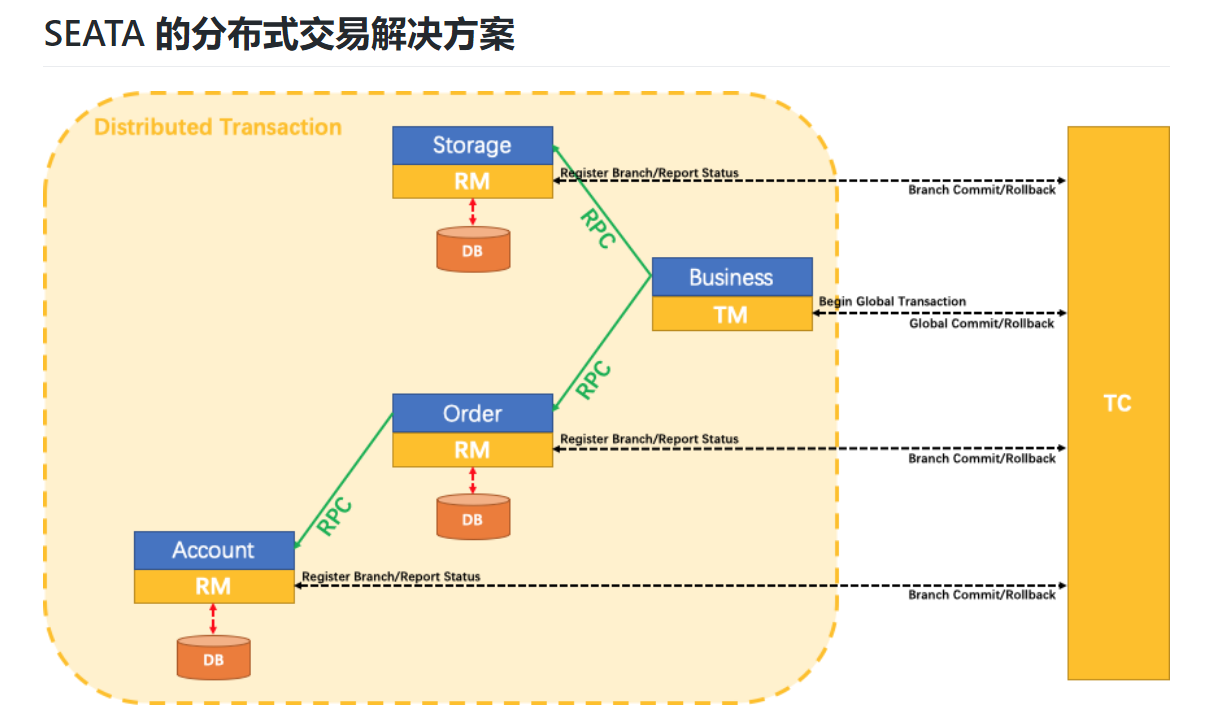 SEATA 的分布式交易解决方案
Distributed Transaction
Storage
RM
DB
Register Branch/Report Status
Branch Commit/Rollback
RPC
Business
TM
Begin Global Transaction
Global Commit/Rollback
TC
RPC
Order
RM
DB
Register Branch/Report Status
Branch Commit/Rollback
RPC
Account
RM
DB
Register Branch/Report Status
Branch Commit/Rollback